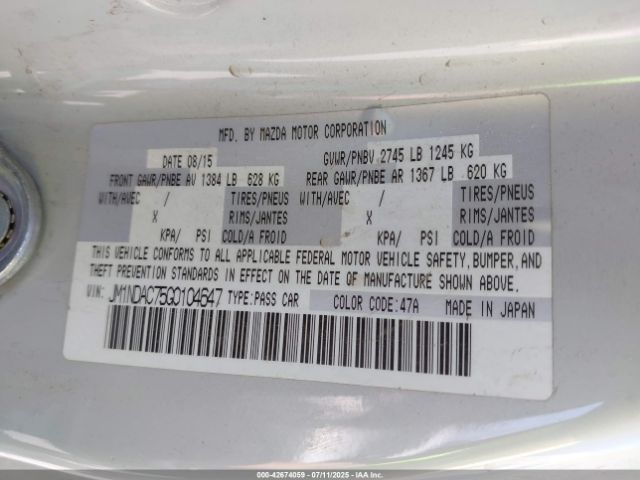 MFD. BY MAZDA MOTOR CORPORATION
DATE 08/15 GVWR/PNBV 2745 LB 1245 KG
FRONT GAWR/PNBE AV 1384 LB 628 KG REAR GAWR/PNBE AR 1367 LB 620 KG
WITH/AVEC / TIRES/PNEUS WITH/AVEC / TIRES/PNEUS
X RIMS/JANTES X RIMS/JANTES
KPA/ PSI COLD/A FROID KPA/ PSI COLD/A FROID
THIS VEHICLE CONFORMS TO ALL APPLICABLE FEDERAL MOTOR VEHICLE SAFETY, BUMPER, AND
THEFT PREVENTION STANDARDS IN EFFECT ON THE DATE OF MANUFACTURE SHOWN ABOVE.
VIN: JM1NDAC75G0104647 TYPE:PASS CAR COLOR CODE:47A MADE IN JAPAN
000-42674059 07/11/2025 COPYRIGHT IAA, LLC.